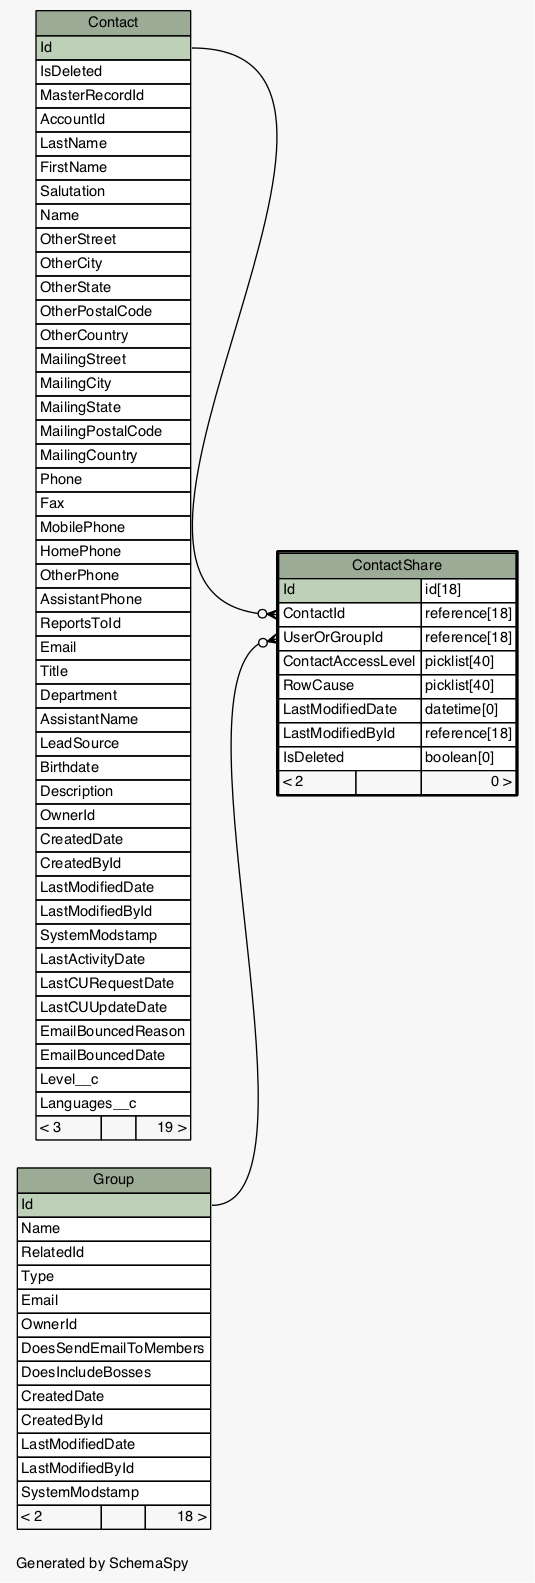 Contact
Id
IsDeleted
MasterRecordId
AccountId
LastName
FirstName
Salutation
Name
OtherStreet
OtherCity
OtherState
OtherPostalCode
OtherCountry
MailingStreet
MailingCity
MailingState
MailingPostalCode
MailingCountry
Phone
Fax
MobilePhone
HomePhone
OtherPhone
AssistantPhone
ReportsToId
Email
Title
Department
AssistantName
LeadSource
Birthdate
Description
OwnerId
CreatedDate
CreatedById
LastModifiedDate
LastModifiedById
SystemModstamp
LastActivityDate
LastCURequestDate
LastCUUpdateDate
EmailBouncedReason
EmailBouncedDate
Level__c
Languages__c
< 3 19 >
ContactShare
Id id[18]
ContactId reference[18]
UserOrGroupId reference[18]
ContactAccessLevel picklist[40]
RowCause picklist[40]
LastModifiedDate datetime[0]
LastModifiedById reference[18]
IsDeleted boolean[0]
< 2 0 >
Group
Id
Name
RelatedId
Type
Email
OwnerId
DoesSendEmailToMembers
DoesIncludeBosses
CreatedDate
CreatedById
LastModifiedDate
LastModifiedById
SystemModstamp
< 2 18 >
Generated by SchemaSpy